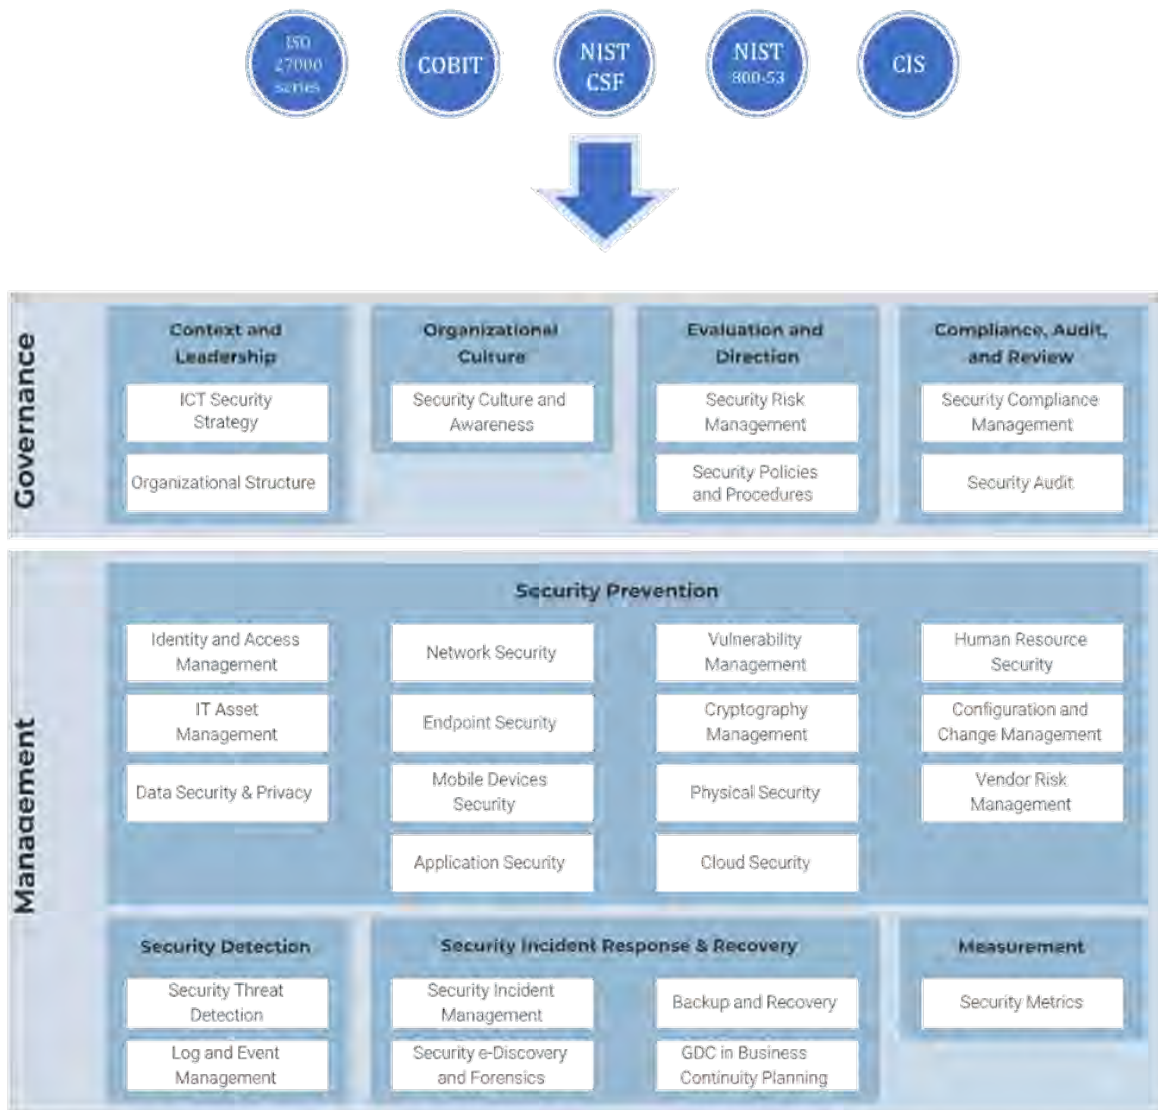 ISO
27000
series
COBIT
NIST
CSF
NIST
800-53
CIS
Governance
Context and
Leadership
ICT Security
Strategy
Organizational Structure
Organizational
Culture
Security Culture and
Awareness
Evaluation and
Direction
Security Risk
Management
Security Policies
and Procedures
Compliance, Audit,
and Review
Security Compliance
Management
Security Audit
Management
Security Prevention
Identity and Access
Management
IT Asset
Management
Data Security & Privacy
Network Security
Endpoint Security
Mobile Devices
Security
Application Security
Vulnerability
Management
Cryptography
Management
Physical Security
Cloud Security
Human Resource
Security
Configuration and
Change Management
Vendor Risk
Management
Security Detection
Security Threat
Detection
Log and Event
Management
Security Incident Response & Recovery
Security Incident
Management
Security e-Discovery
and Forensics
Backup and Recovery
GDC in Business
Continuity Planning
Measurement
Security Metrics